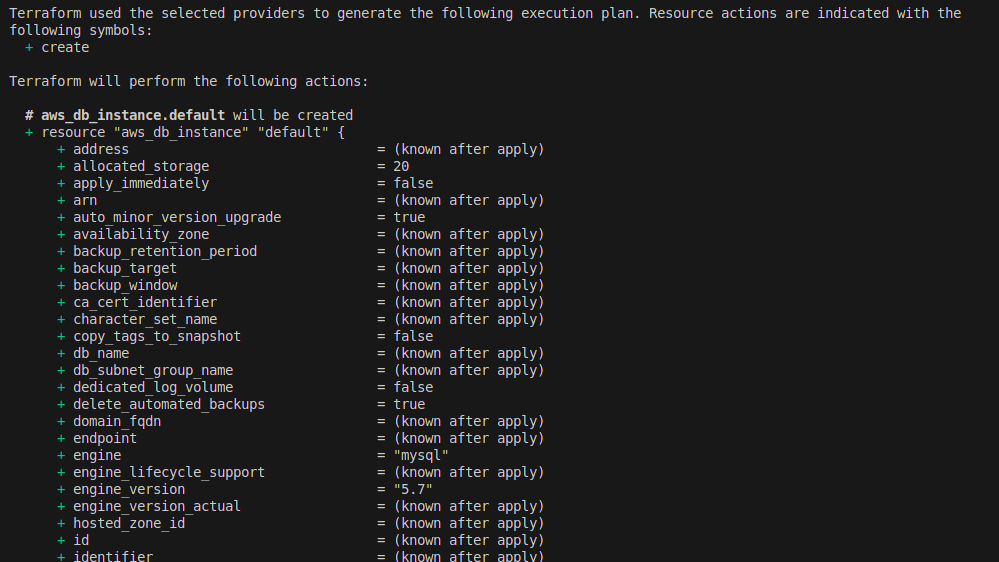 Terraform used the selected providers to generate the following execution plan. Resource actions are indicated with the
following symbols:
  + create

Terraform will perform the following actions:

  # aws_db_instance.default will be created
  + resource "aws_db_instance" "default" {
      + address                               = (known after apply)
      + allocated_storage                     = 20
      + apply_immediately                     = false
      + arn                                   = (known after apply)
      + auto_minor_version_upgrade            = true
      + availability_zone                     = (known after apply)
      + backup_retention_period               = (known after apply)
      + backup_target                         = (known after apply)
      + backup_window                         = (known after apply)
      + ca_cert_identifier                    = (known after apply)
      + character_set_name                    = (known after apply)
      + copy_tags_to_snapshot                 = false
      + db_name                               = (known after apply)
      + db_subnet_group_name                  = (known after apply)
      + dedicated_log_volume                  = false
      + delete_automated_backups              = true
      + domain_fqdn                           = (known after apply)
      + endpoint                              = (known after apply)
      + engine                                = "mysql"
      + engine_lifecycle_support              = (known after apply)
      + engine_version                        = "5.7"
      + engine_version_actual                 = (known after apply)
      + hosted_zone_id                        = (known after apply)
      + id                                    = (known after apply)
      + identifier                            = (known after apply)